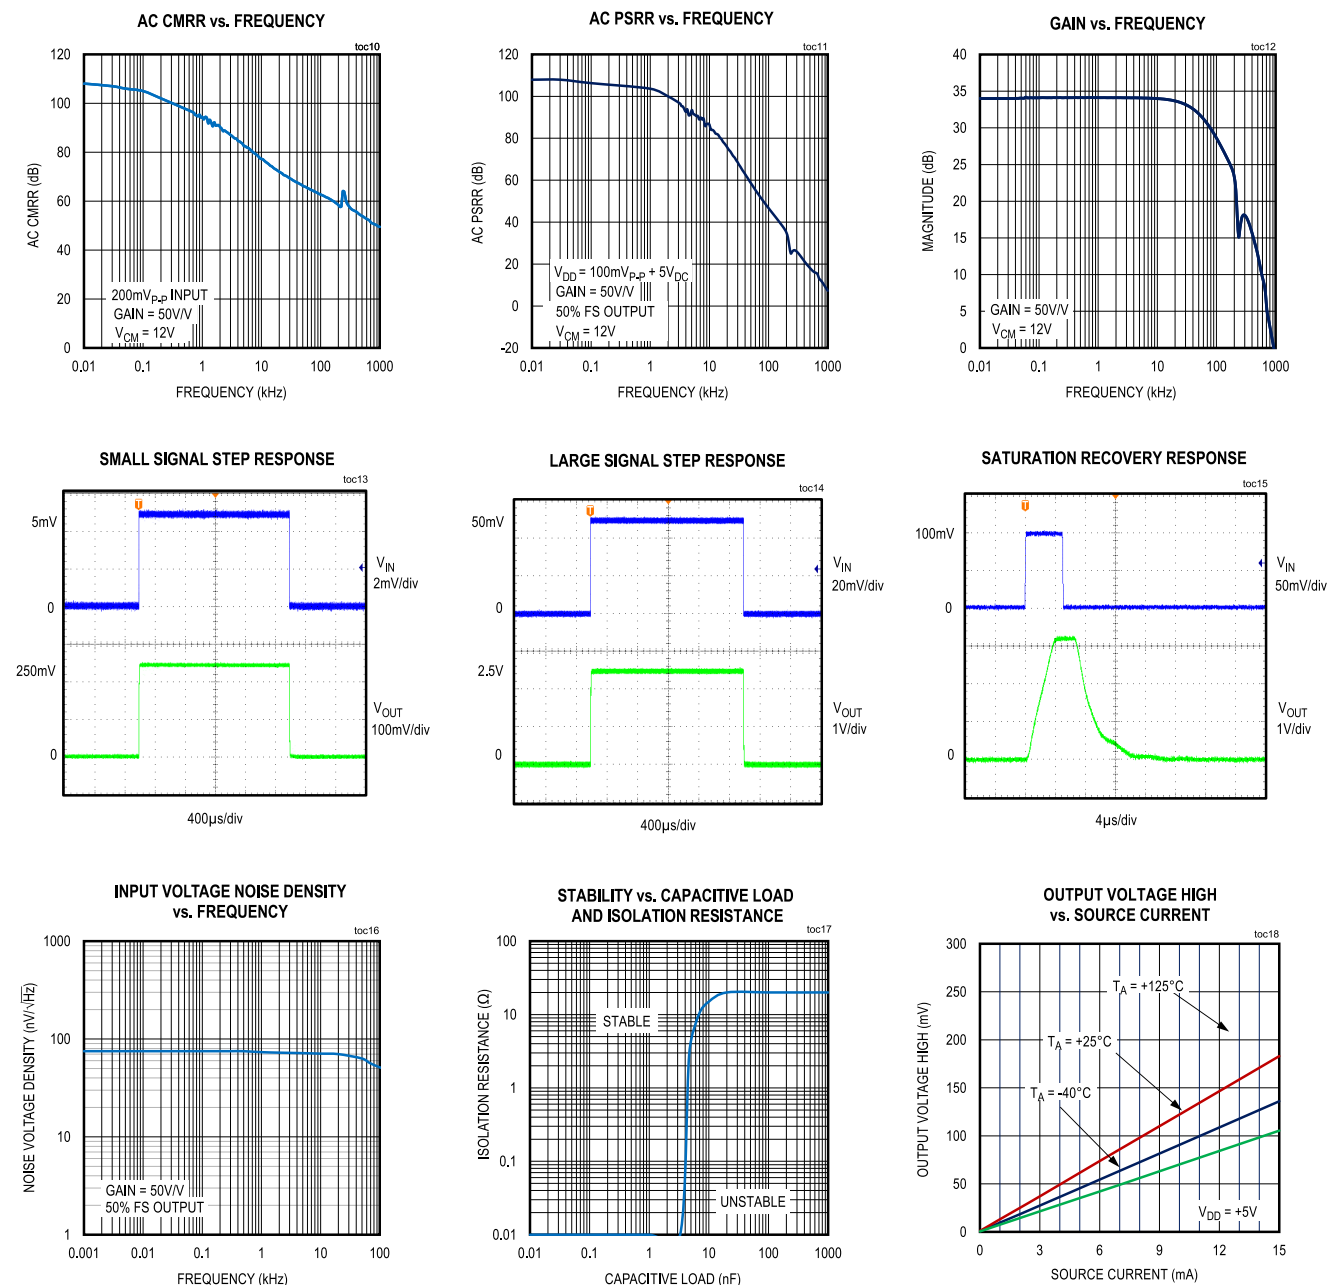 AC CMRR vs. FREQUENCY
toc10
120
100
80
60
40
20
0
AC CMRR (dB)
200mVP-P INPUT
GAIN = 50V/V
VCM = 12V
0.01 0.1 1 10 100 1000
FREQUENCY (kHz)
AC PSRR vs. FREQUENCY
toc11
120
100
80
60
40
20
0
-20
AC PSRR (dB)
VDD = 100mVP-P + 5VDC
GAIN = 50V/V
50% FS OUTPUT
VCM = 12V
0.01 0.1 1 10 100 1000
FREQUENCY (kHz)
GAIN vs. FREQUENCY
toc12
40
35
30
25
20
15
10
5
0
MAGNITUDE (dB)
GAIN = 50V/V
VCM = 12V
0.01 0.1 1 10 100 1000
FREQUENCY (kHz)
SMALL SIGNAL STEP RESPONSE
toc13
T
5mV
0
VIN
2mV/div
250mV
0
VOUT
100mV/div
400µs/div
LARGE SIGNAL STEP RESPONSE
toc14
T
50mV
0
VIN
20mV/div
2.5V
0
VOUT
1V/div
400µs/div
SATURATION RECOVERY RESPONSE
toc15
T
100mV
0
VIN
50mV/div
0
VOUT
1V/div
4µs/div
INPUT VOLTAGE NOISE DENSITY
vs. FREQUENCY
toc16
1000
100
10
1
NOISE VOLTAGE DENSITY (nV/√Hz)
GAIN = 50V/V
50% FS OUTPUT
0.001 0.01 0.1 1 10 100
FREQUENCY (kHz)
STABILITY vs. CAPACITIVE LOAD
AND ISOLATION RESISTANCE
toc17
100
10
1
0.1
0.01
ISOLATION RESISTANCE (Ω)
STABLE
UNSTABLE
0.01 0.1 1 10 100 1000
CAPACITIVE LOAD (nF)
OUTPUT VOLTAGE HIGH
vs. SOURCE CURRENT
toc18
300
250
200
150
100
50
0
OUTPUT VOLTAGE HIGH (mV)
TA = +125°C
TA = +25°C
TA = -40°C
VDD = +5V
0 3 6 9 12 15
SOURCE CURRENT (mA)